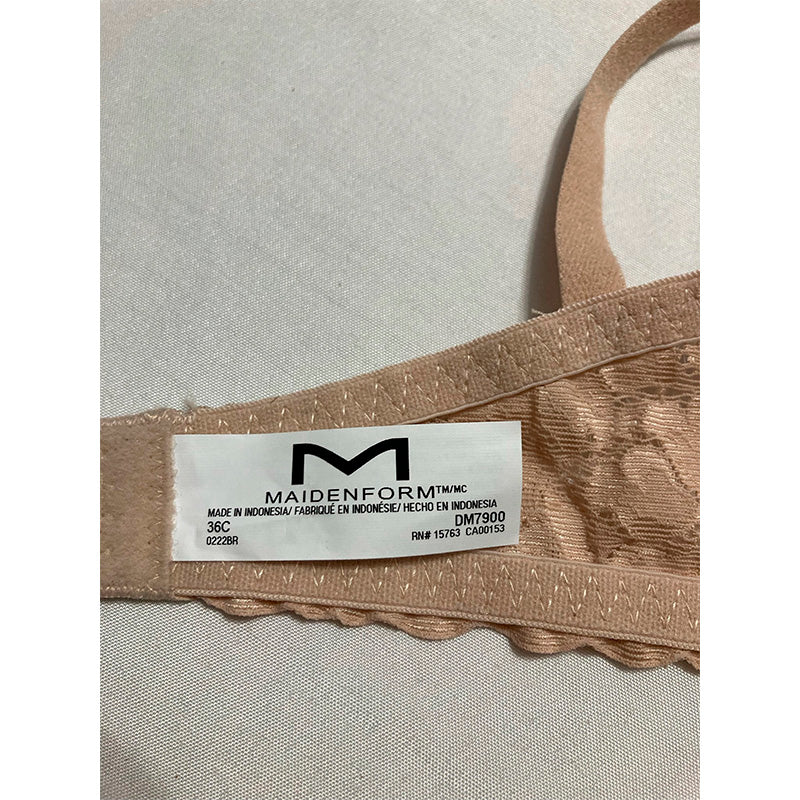 M
MAIDENFORM™/MC
MADE IN INDONESIA/ FABRIQUÉ EN INDONÉSIE/ HECHO EN INDONESIA
36C DM7900
0222BR RN# 15763 CA00153